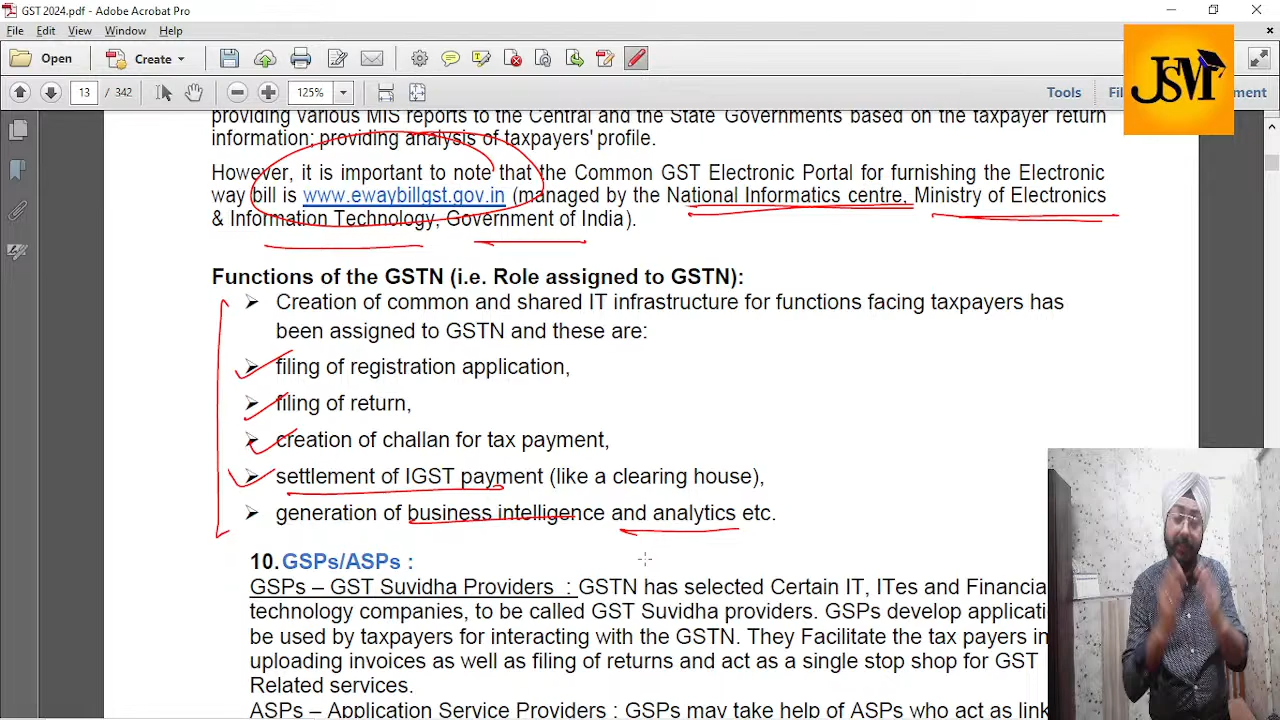 GST 2024.pdf - Adobe Acrobat Pro
File Edit View Window Help
Open Create
13 / 342 125% Tools
JSM
providing various MIS reports to the Central and the State Governments based on the taxpayer return
information; providing analysis of taxpayers' profile.
However, it is important to note that the Common GST Electronic Portal for furnishing the Electronic
way bill is www.ewaybillgst.gov.in (managed by the National Informatics centre, Ministry of Electronics
& Information Technology, Government of India).
Functions of the GSTN (i.e. Role assigned to GSTN):
Creation of common and shared IT infrastructure for functions facing taxpayers has
been assigned to GSTN and these are:
filing of registration application,
filing of return,
creation of challan for tax payment,
settlement of IGST payment (like a clearing house),
generation of business intelligence and analytics etc.
10. GSPs/ASPs :
GSPs – GST Suvidha Providers : GSTN has selected Certain IT, ITes and Financia
technology companies, to be called GST Suvidha providers. GSPs develop applicati
be used by taxpayers for interacting with the GSTN. They Facilitate the tax payers in
uploading invoices as well as filing of returns and act as a single stop shop for GST
Related services.
ASPs – Application Service Providers : GSPs may take help of ASPs who act as link